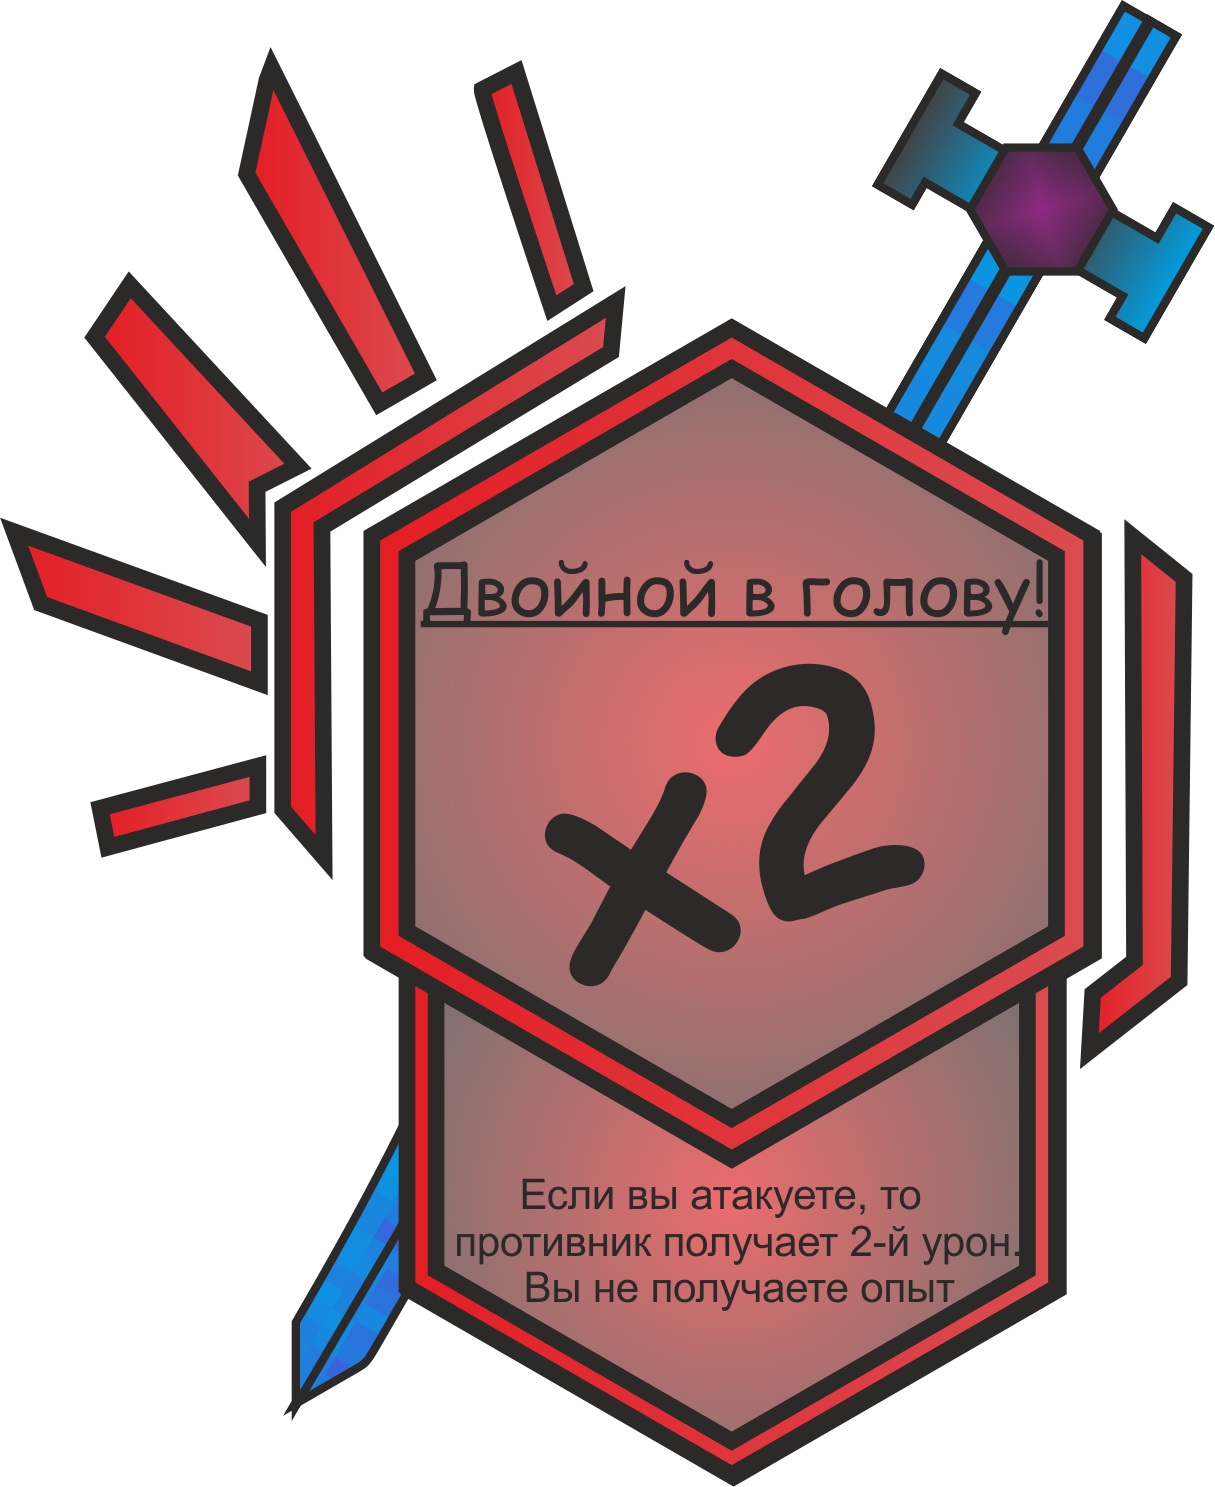 Двойной в голову!
x2
Если вы атакуете, то
противник получает 2-й урон.
Вы не получаете опыт